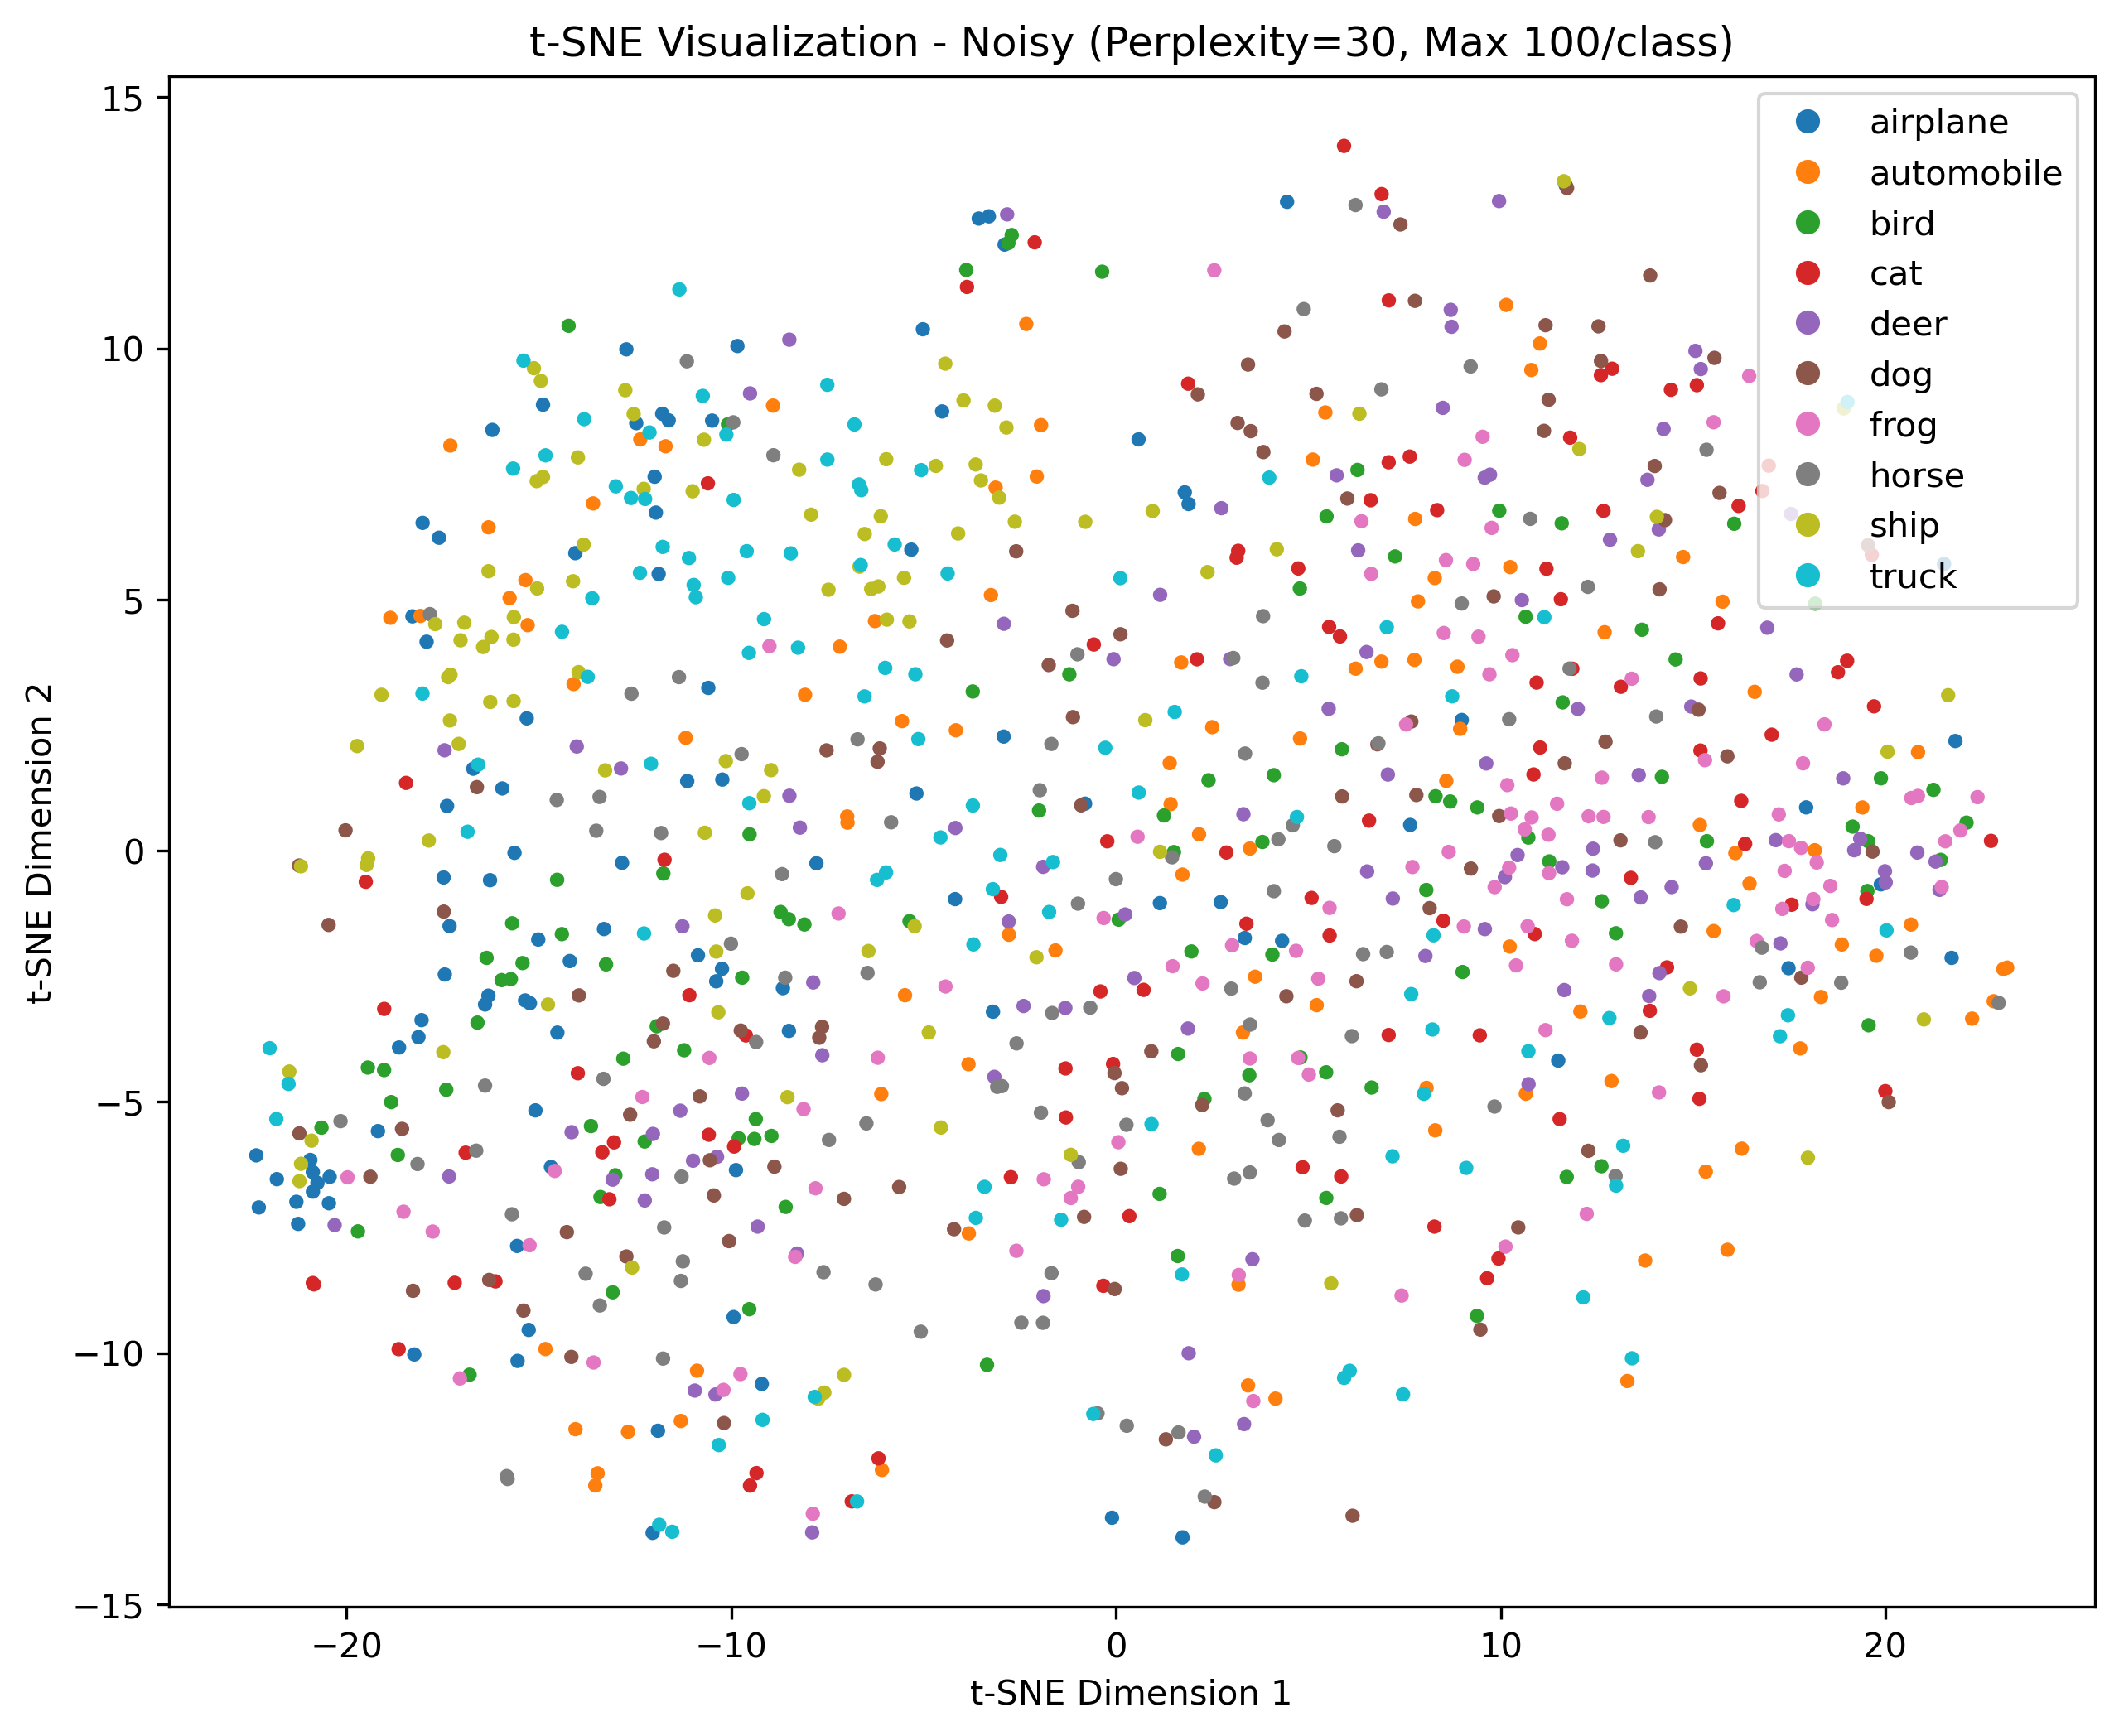 t-SNE Visualization - Noisy (Perplexity=30, Max 100/class)
15
10
5
0
−5
−10
−15
t-SNE Dimension 2
airplane
automobile
bird
cat
deer
dog
frog
horse
ship
truck
−20
−10
0
10
20
t-SNE Dimension 1